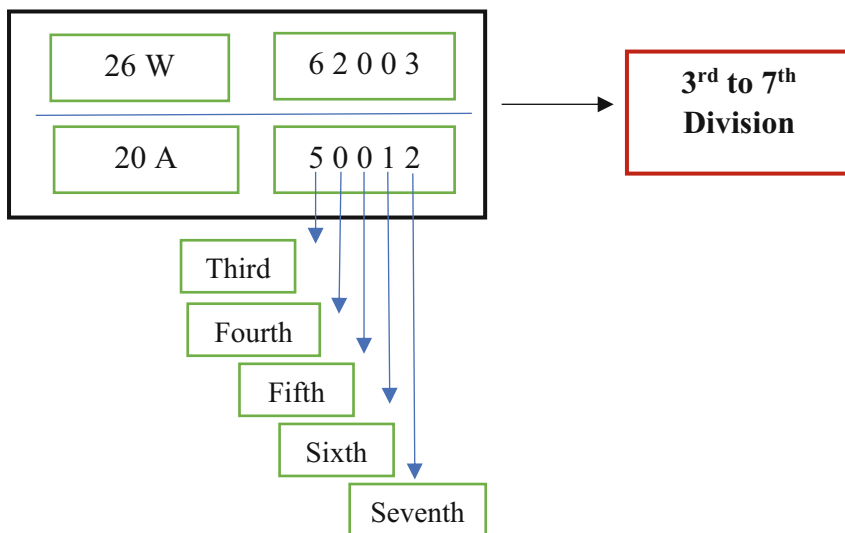 26 W
6 2 0 0 3
3rd to 7th
Division
20 A
5 0 0 1 2
Third
Fourth
Fifth
Sixth
Seventh